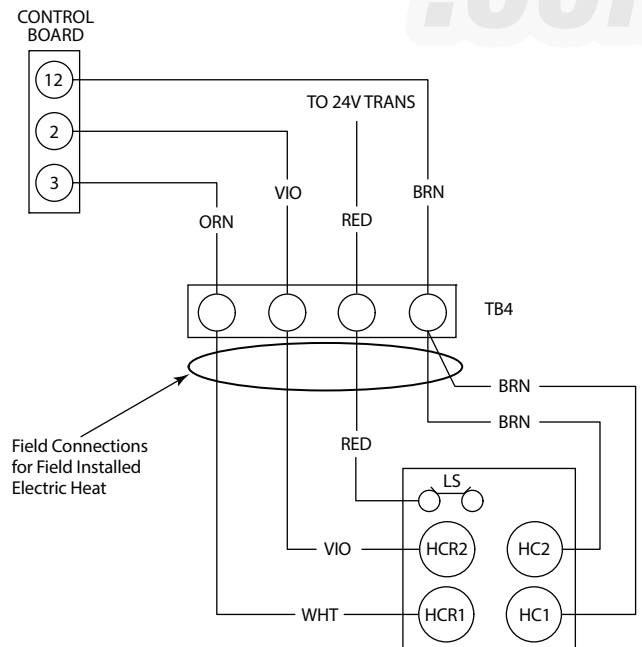 CONTROL
BOARD
12
2
3
TO 24V TRANS
VIO
BRN
ORN
RED
TB4
BRN
BRN
Field Connections
for Field Installed
Electric Heat
RED
LS
VIO
HCR2
HC2
WHT
HCR1
HC1